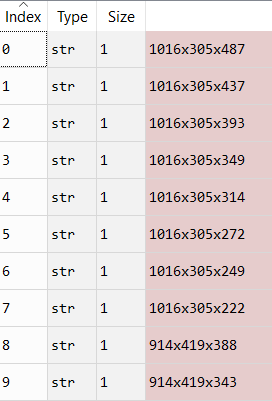 Index Type Size
0 str 1 1016x305x487
1 str 1 1016x305x437
2 str 1 1016x305x393
3 str 1 1016x305x349
4 str 1 1016x305x314
5 str 1 1016x305x272
6 str 1 1016x305x249
7 str 1 1016x305x222
8 str 1 914x419x388
9 str 1 914x419x343